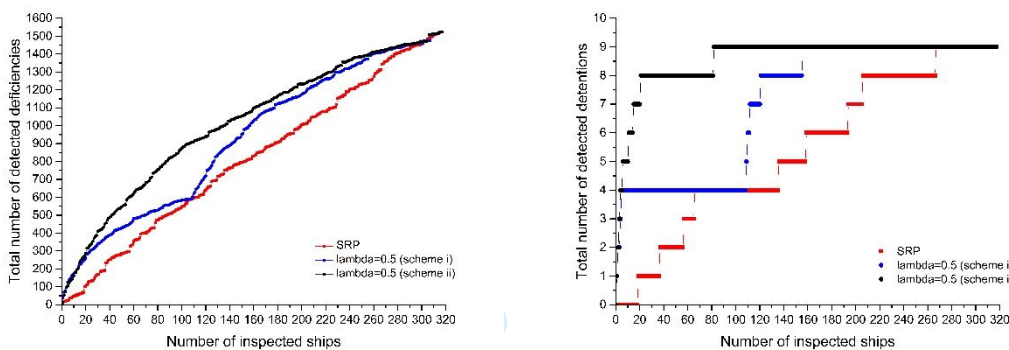 Total number of detected deficiencies
1600
1500
1400
1300
1200
1100
1000
900
800
700
600
500
400
300
200
100
0
0 20 40 60 80 100 120 140 160 180 200 220 240 260 280 300 320
Number of inspected ships
SRP
lambda=0.5 (scheme i)
lambda=0.5 (scheme ii)
Total number of detected detentions
10
9
8
7
6
5
4
3
2
1
0
0 20 40 60 80 100 120 140 160 180 200 220 240 260 280 300 320
Number of inspected ships
SRP
lambda=0.5 (scheme i
lambda=0.5 (scheme i